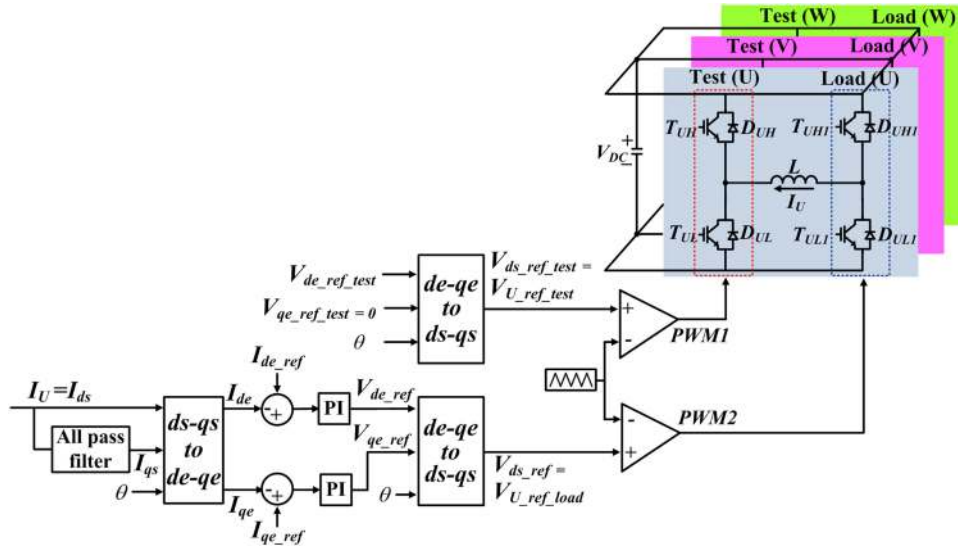 Test (W) Load (W)
Test (V) Load (V)
Test (U) Load (U)
T_UH D_UH T_UH1 D_UH1
V_DC + -
L
I_U
T_UL D_UL T_UL1 D_UL1
V_de_ref_test
V_qe_ref_test = 0
θ
de-qe
to
ds-qs
V_ds_ref_test =
V_U_ref_test
+
-
PWM1
I_U = I_ds
All pass
filter
I_qs
θ
ds-qs
to
de-qe
I_de
I_de_ref
- +
PI
V_de_ref
I_qe
I_qe_ref
- +
PI
V_qe_ref
θ
de-qe
to
ds-qs
V_ds_ref =
V_U_ref_load
-
+
PWM2